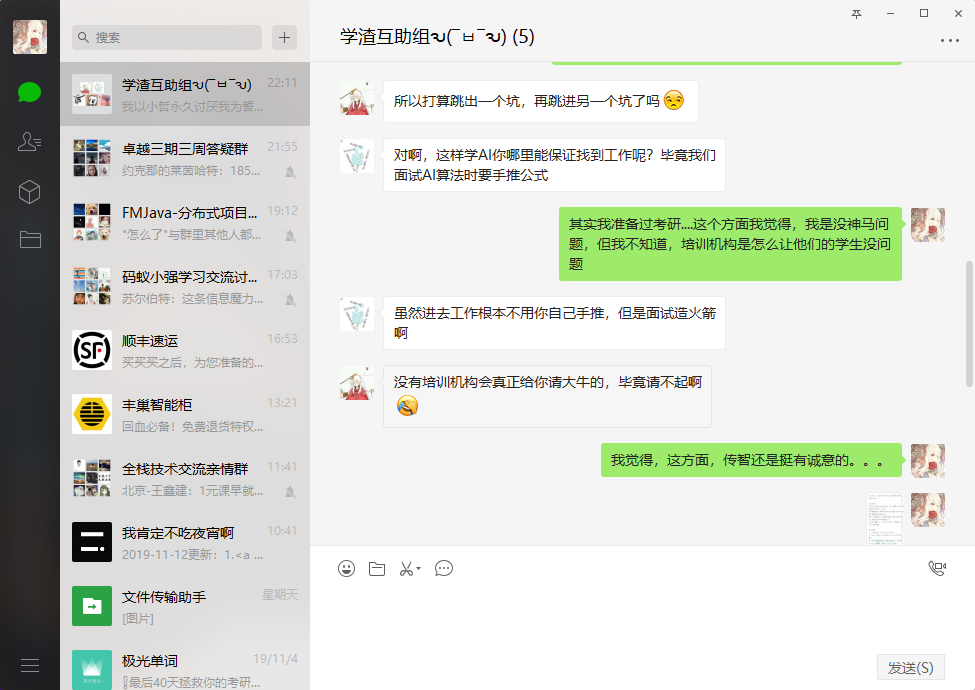 搜索
学渣互助组ԅ(¯ㅂ¯ԅ)
22:11
我以小哲永久讨厌我为誓...
卓越三期三周答疑群
21:55
约克郡的莱茵哈特：185...
FMJava-分布式项目...
19:12
"怎么了"与群里其他人都...
码蚁小强学习交流讨...
17:03
苏尔伯特：这条信息魔力...
顺丰速运
16:53
买买买之后，为您准备的...
丰巢智能柜
13:21
回血必备！免费退货特权...
全栈技术交流亲情群
11:41
北京-王鑫建：1元课早就...
我肯定不吃夜宵啊
10:41
2019-11-12更新：1.<a ...
文件传输助手
星期天
[图片]
极光单词
19/11/4
最后40天拯救你的考研...
学渣互助组ԅ(¯ㅂ¯ԅ) (5)
所以打算跳出一个坑，再跳进另一个坑了吗
对啊，这样学AI你哪里能保证找到工作呢？毕竟我们
面试AI算法时要手推公式
其实我准备过考研....这个方面我觉得，我是没神马问
题，但我不知道，培训机构是怎么让他们的学生没问
题
虽然进去工作根本不用你自己手推，但是面试造火箭
啊
没有培训机构会真正给你请大牛的，毕竟请不起啊
我觉得，这方面，传智还是挺有诚意的。。。
发送(S)